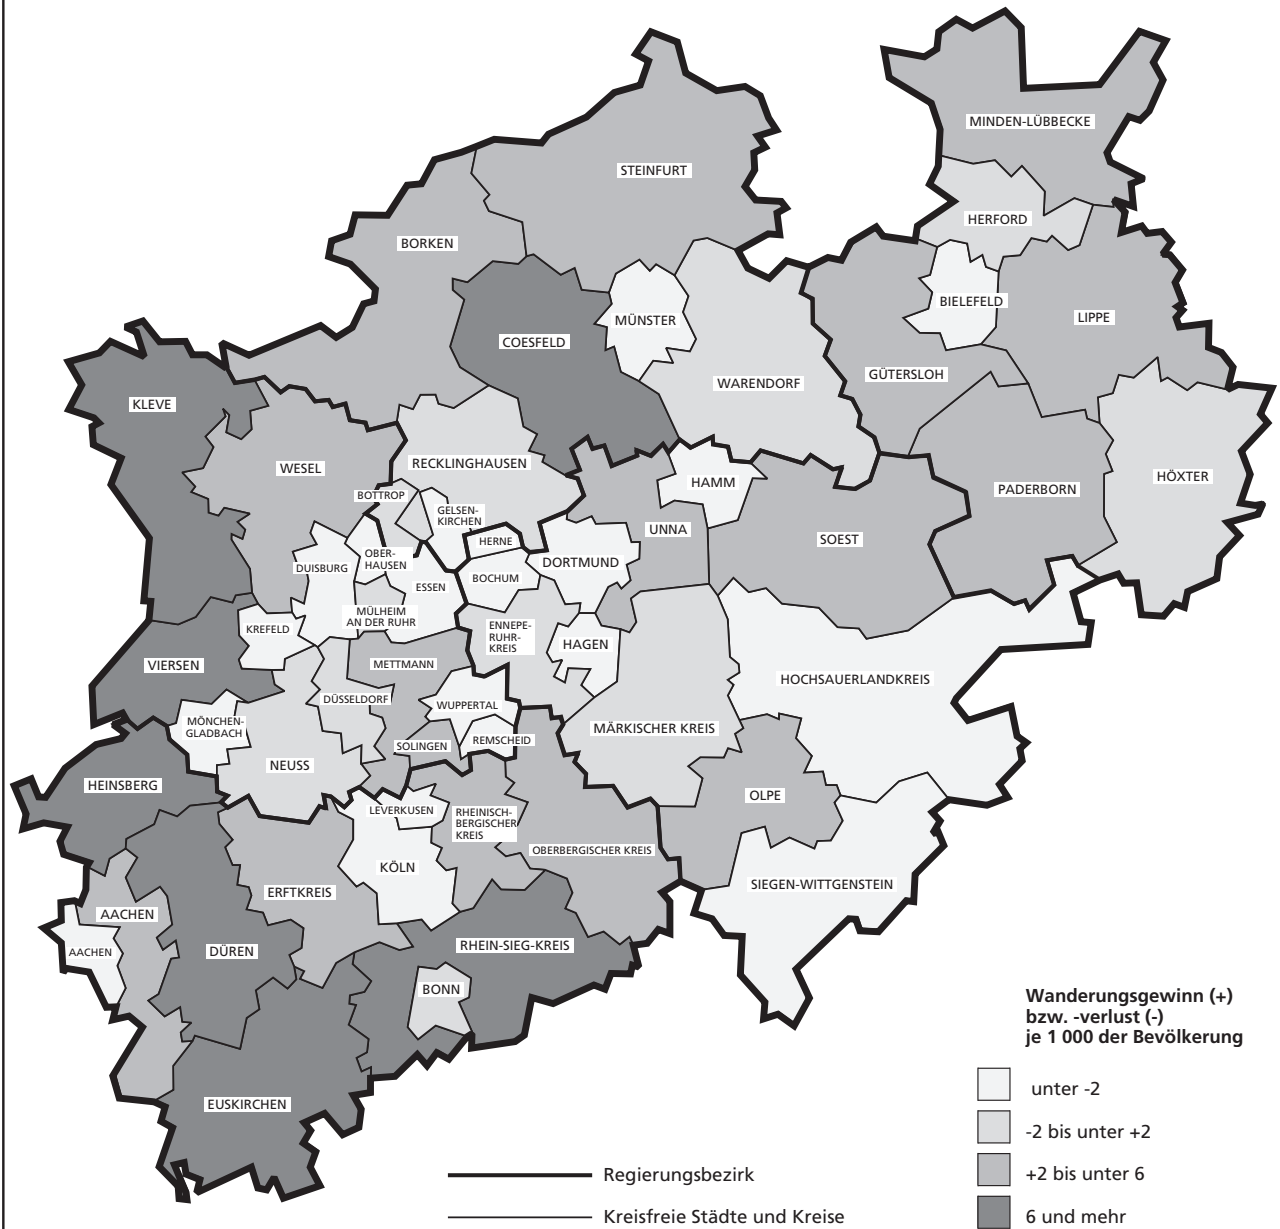 MINDEN-LÜBBECKE
STEINFURT
HERFORD
BORKEN
BIELEFELD
LIPPE
MÜNSTER
COESFELD
GÜTERSLOH
WARENDORF
KLEVE
RECKLINGHAUSEN
WESEL
HÖXTER
HAMM
PADERBORN
BOTTROP
GELSEN-
KIRCHEN
UNNA
SOEST
HERNE
OBER-
HAUSEN
DORTMUND
DUISBURG
BOCHUM
ESSEN
MÜLHEIM
AN DER RUHR
KREFELD
ENNEPE-
RUHR-
KREIS
HAGEN
VIERSEN
METTMANN
HOCHSAUERLANDKREIS
DÜSSELDORF
WUPPERTAL
MÖNCHEN-
GLADBACH
MÄRKISCHER KREIS
REMSCHEID
SOLINGEN
NEUSS
HEINSBERG
OLPE
LEVERKUSEN
RHEINISCH-
BERGISCHER
KREIS
OBERBERGISCHER KREIS
KÖLN
SIEGEN-WITTGENSTEIN
ERFTKREIS
AACHEN
RHEIN-SIEG-KREIS
DÜREN
AACHEN
BONN
EUSKIRCHEN
Wanderungsgewinn (+)
bzw. -verlust (-)
je 1 000 der Bevölkerung
unter -2
-2 bis unter +2
+2 bis unter 6
6 und mehr
Regierungsbezirk
Kreisfreie Städte und Kreise